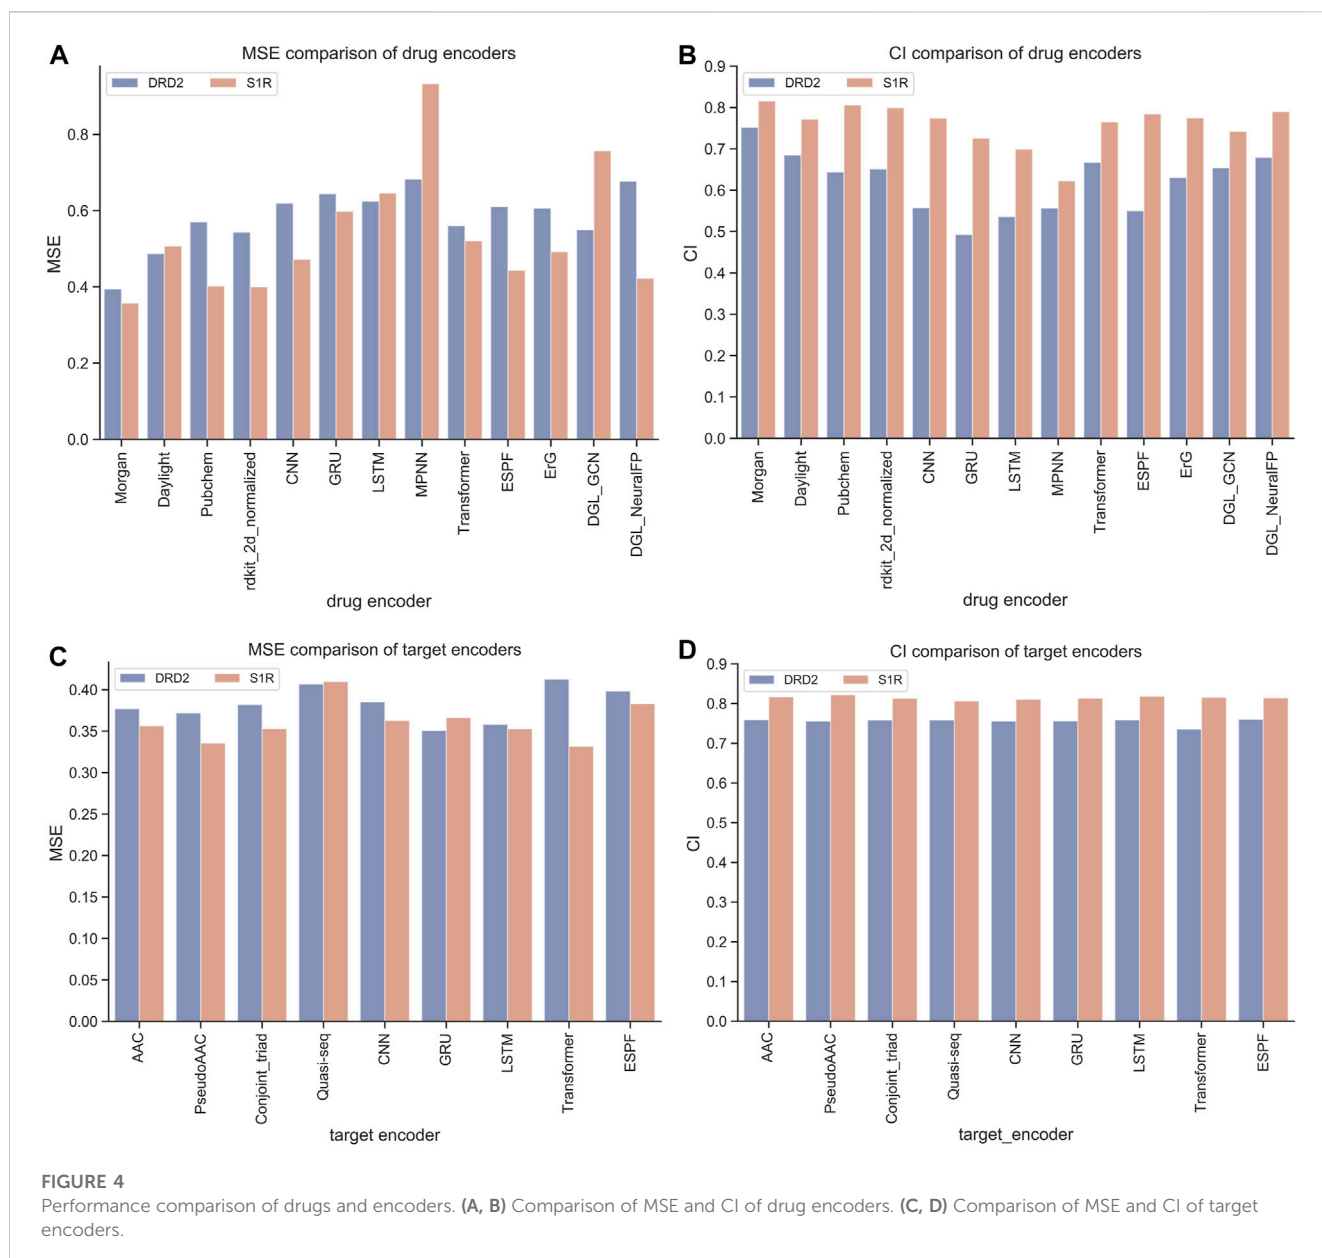 A
MSE comparison of drug encoders
DRD2
S1R
0.8
0.6
0.4
0.2
0.0
MSE
Morgan
Daylight
Pubchem
rdkit_2d_normalized
CNN
GRU
LSTM
MPNN
Transformer
ESPF
ErG
DGL_GCN
DGL_NeuralFP
drug encoder
B
CI comparison of drug encoders
DRD2
S1R
0.9
0.8
0.7
0.6
0.5
0.4
0.3
0.2
0.1
0.0
CI
Morgan
Daylight
Pubchem
rdkit_2d_normalized
CNN
GRU
LSTM
MPNN
Transformer
ESPF
ErG
DGL_GCN
DGL_NeuralFP
drug encoder
C
MSE comparison of target encoders
DRD2
S1R
0.40
0.35
0.30
0.25
0.20
0.15
0.10
0.05
0.00
MSE
AAC
PseudoAAC
Conjoint_triad
Quasi-seq
CNN
GRU
LSTM
Transformer
ESPF
target encoder
D
CI comparison of target encoders
DRD2
S1R
0.9
0.8
0.7
0.6
0.5
0.4
0.3
0.2
0.1
0.0
CI
AAC
PseudoAAC
Conjoint_triad
Quasi-seq
CNN
GRU
LSTM
Transformer
ESPF
target_encoder
FIGURE 4
Performance comparison of drugs and encoders. (A, B) Comparison of MSE and CI of drug encoders. (C, D) Comparison of MSE and CI of target
encoders.